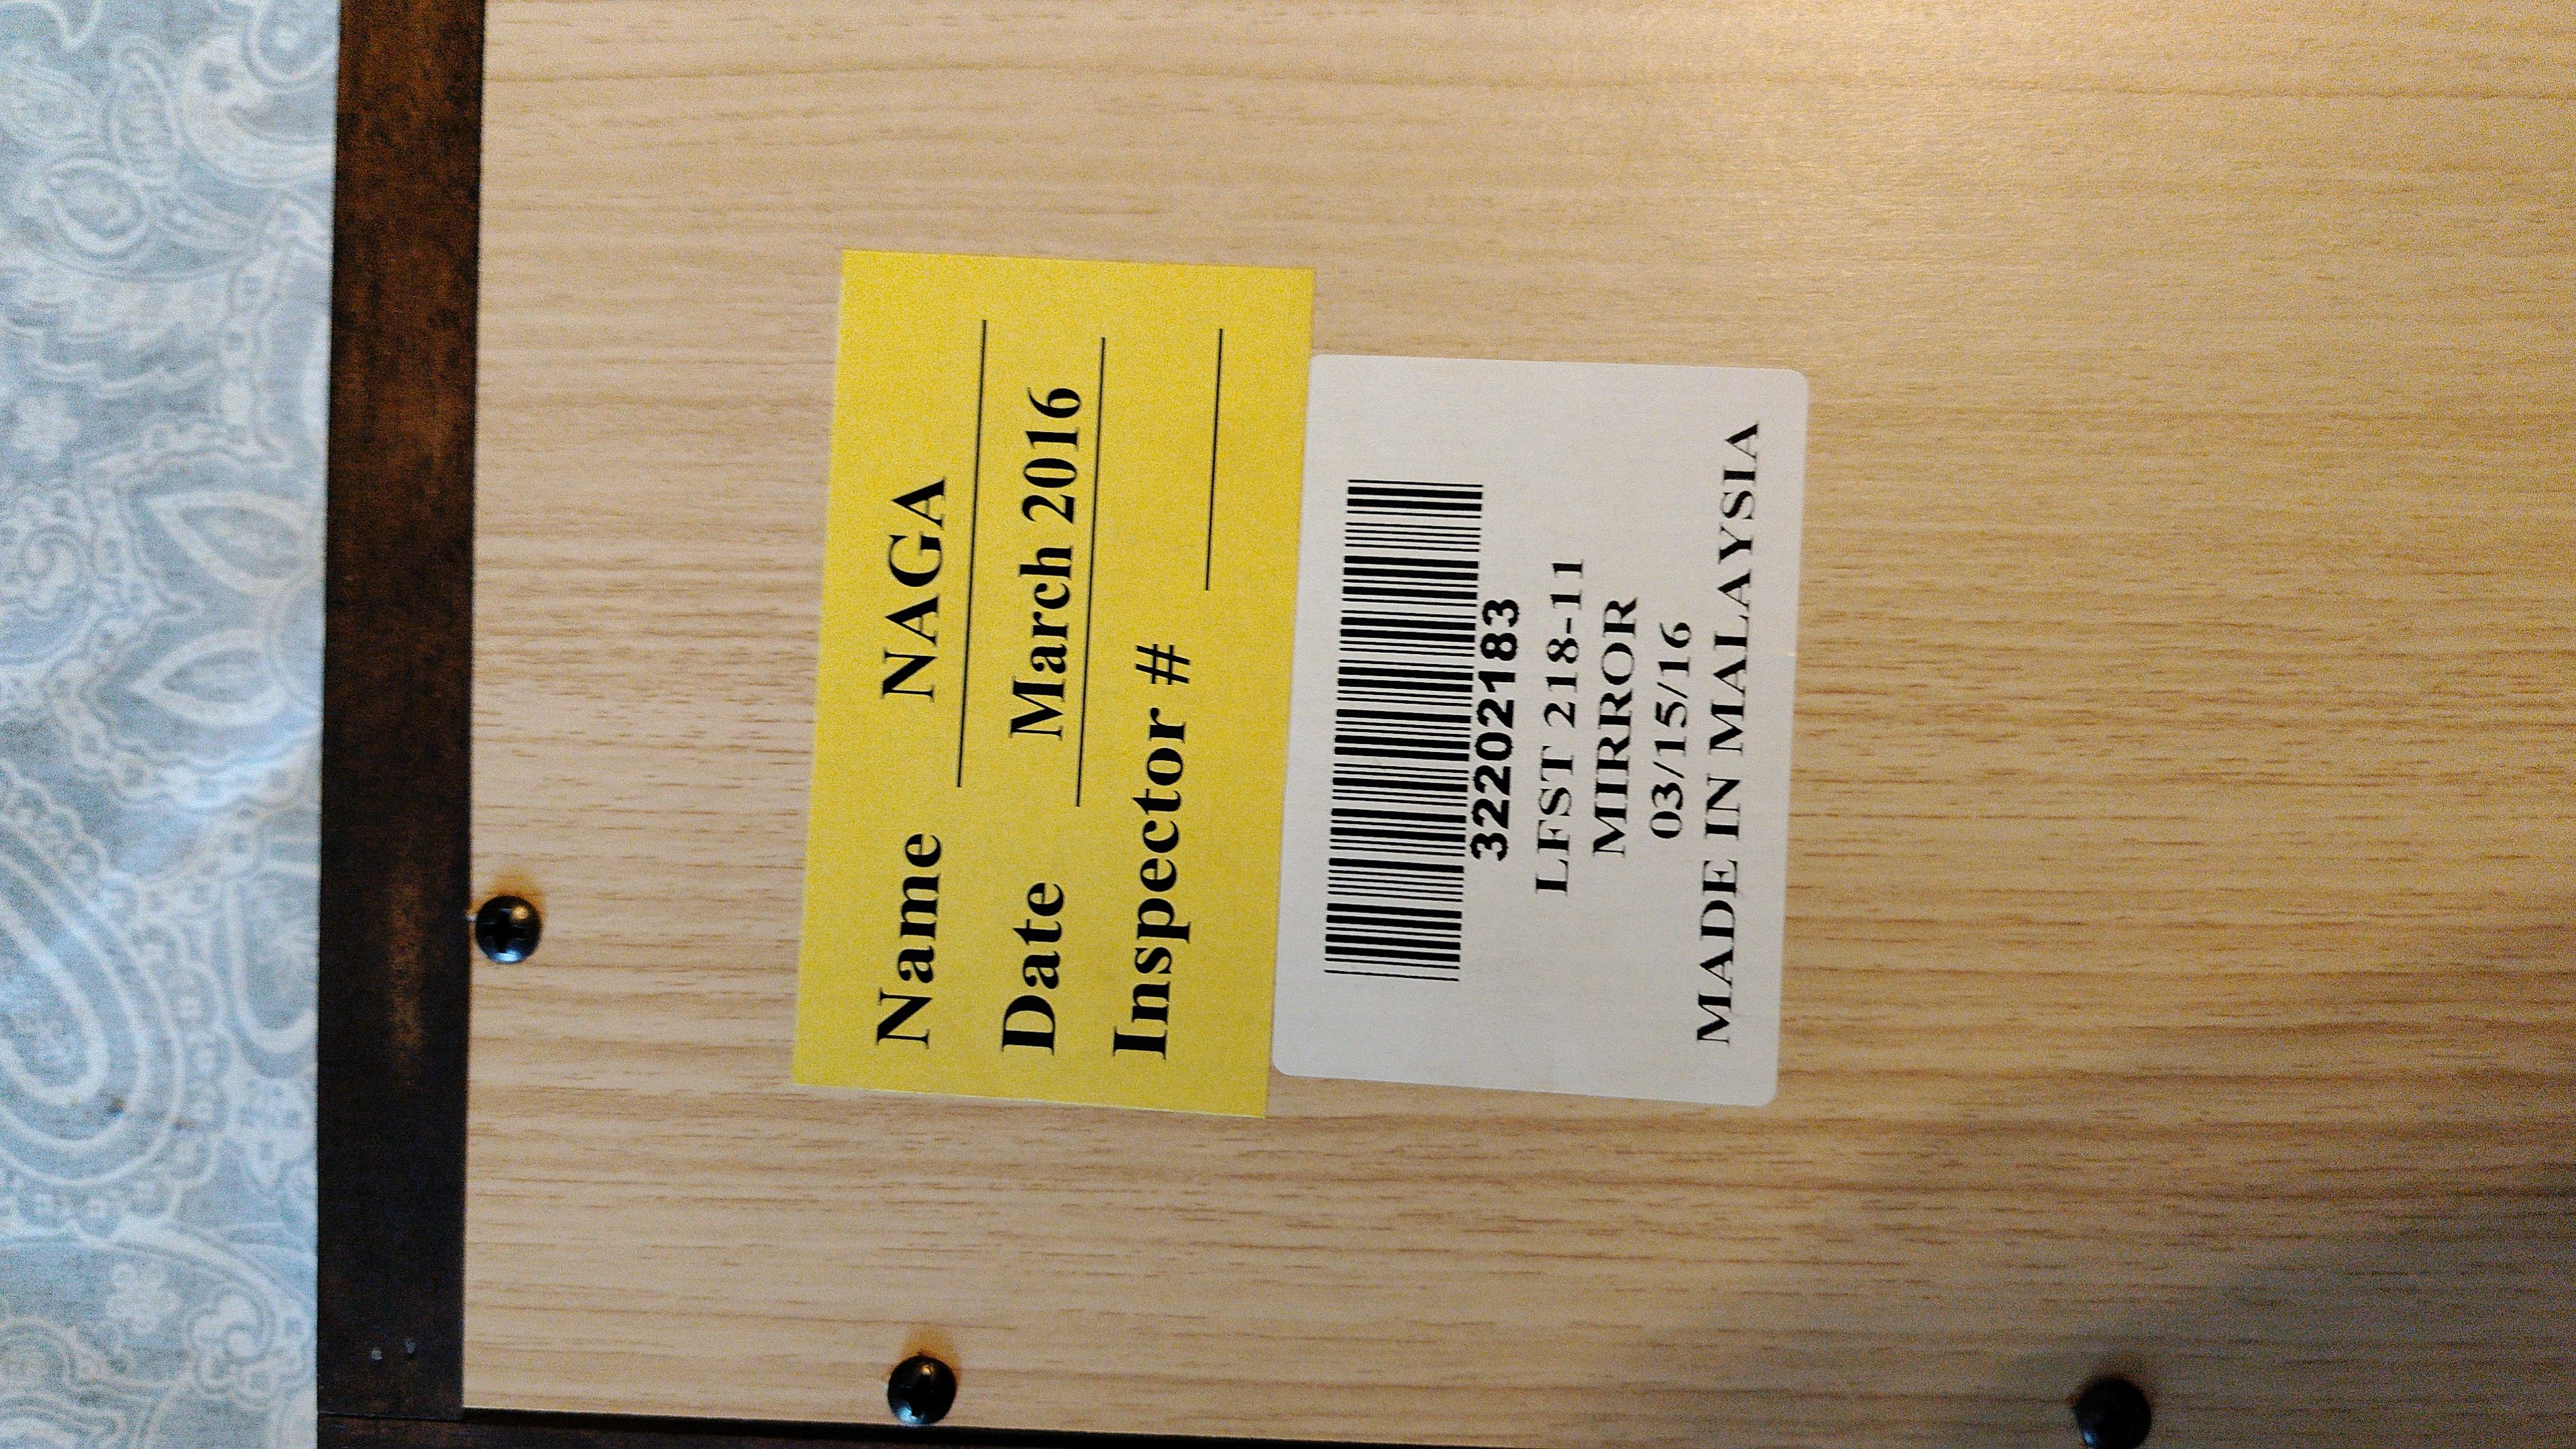 Name NAGA
Date March 2016
Inspector #
32202183
LFST 218-11
MIRROR
03/15/16
MADE IN MALAYSIA